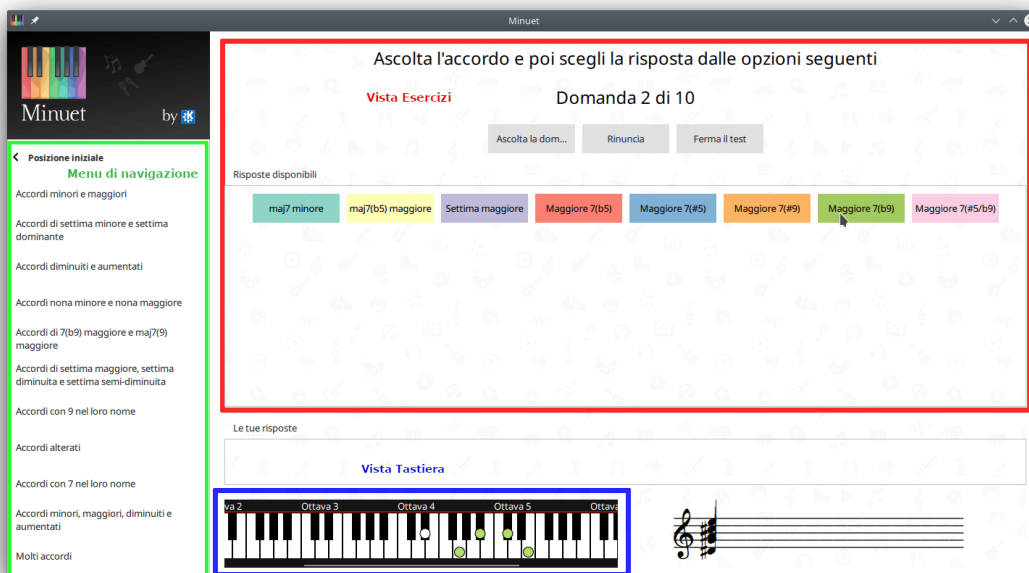 Minuet
Minuet
by
Posizione iniziale
Menu di navigazione
Accordi minori e maggiori
Accordi di settima minore e settima
dominante
Accordi diminuiti e aumentati
Accordi nona minore e nona maggiore
Accordi di 7(b9) maggiore e maj7(9)
maggiore
Accordi di settima maggiore, settima
diminuita e settima semi-diminuita
Accordi con 9 nel loro nome
Accordi alterati
Accordi con 7 nel loro nome
Accordi minori, maggiori, diminuiti e
aumentati
Molti accordi
Ascolta l'accordo e poi scegli la risposta dalle opzioni seguenti
Vista Esercizi
Domanda 2 di 10
Ascolta la dom... Rinuncia Ferma il test
Risposte disponibili
maj7 minore maj7(b5) maggiore Settima maggiore Maggiore 7(b5) Maggiore 7(#5) Maggiore 7(#9) Maggiore 7(b9) Maggiore 7(#5/b9)
Le tue risposte
Vista Tastiera
va 2 Ottava 3 Ottava 4 Ottava 5 Ottava